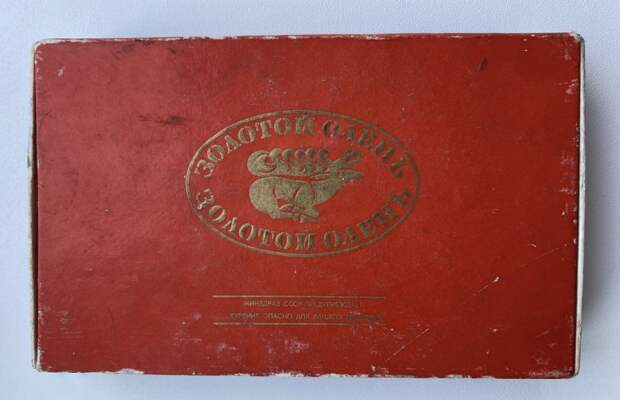 ЗОЛОТОЙ ОЛЕНЬ
ЗОЛОТОЙ ОЛЕНЬ
МИНЗДРАВ СССР ПРЕДУПРЕЖДАЕТ
КУРЕНИЕ ОПАСНО ДЛЯ ВАШЕГО